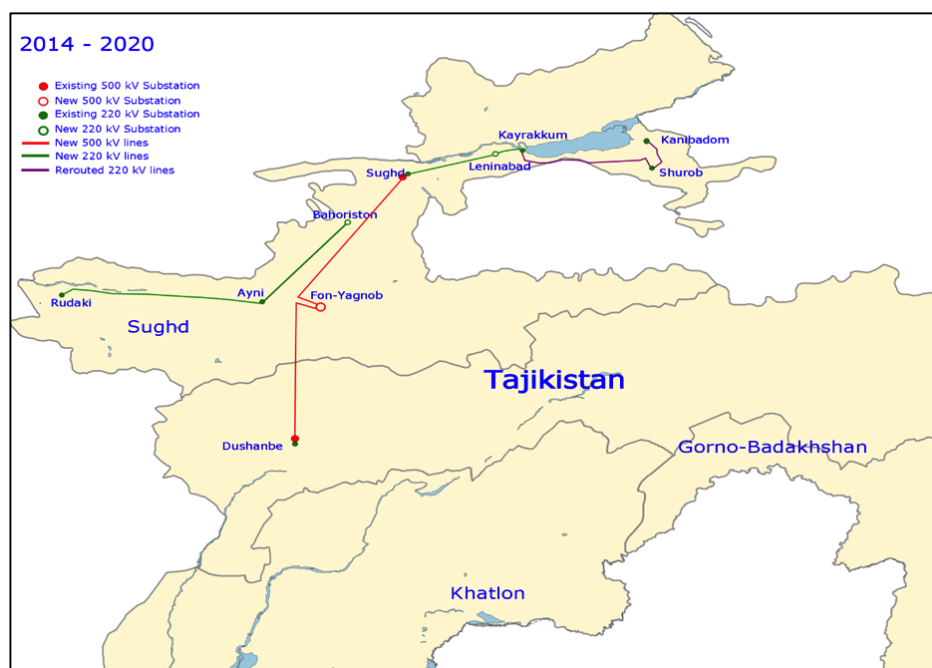 2014 - 2020
Existing 500 kV Substation
New 500 kV Substation
Existing 220 kV Substation
New 220 kV Substation
New 500 kV lines
New 220 kV lines
Rerouted 220 kV lines
Kayrakkum
Kanibadom
Leninabad
Sughd
Shurob
Bahoriston
Ayni
Fon-Yagnob
Rudaki
Sughd
Tajikistan
Dushanbe
Gorno-Badakhshan
Khatlon